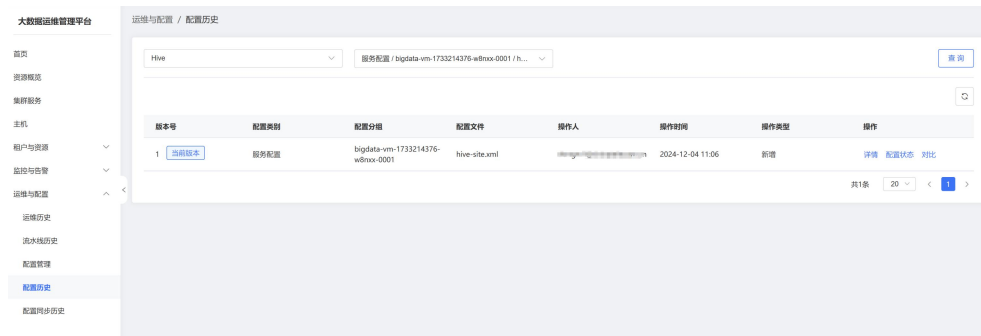 大数据运维管理平台
运维与配置 / 配置历史
首页
资源概览
集群服务
主机
租户与资源
监控与告警
运维与配置
运维历史
流水线历史
配置管理
配置历史
配置同步历史
Hive
服务配置 / bigdata-vm-1733214376-w8nxx-0001 / h...
查 询
版本号 配置类别 配置分组 配置文件 操作人 操作时间 操作类型 操作
1 当前版本 服务配置 bigdata-vm-1733214376-w8nxx-0001 hive-site.xml 2024-12-04 11:06 新增 详情 配置状态 对比
共1条 20 < 1 >